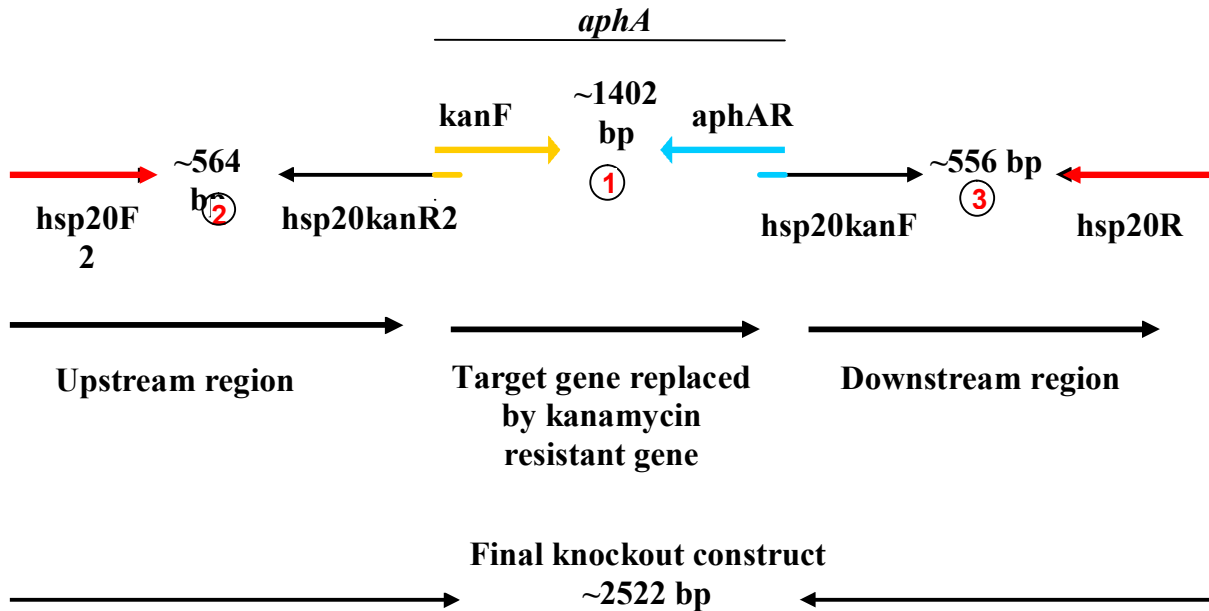 aphA
~1402
bp
kanF
aphAR
1
~564
2
~556 bp
3
hsp20F
2
hsp20kanR2
hsp20kanF
hsp20R
Upstream region
Target gene replaced
by kanamycin
resistant gene
Downstream region
Final knockout construct
~2522 bp